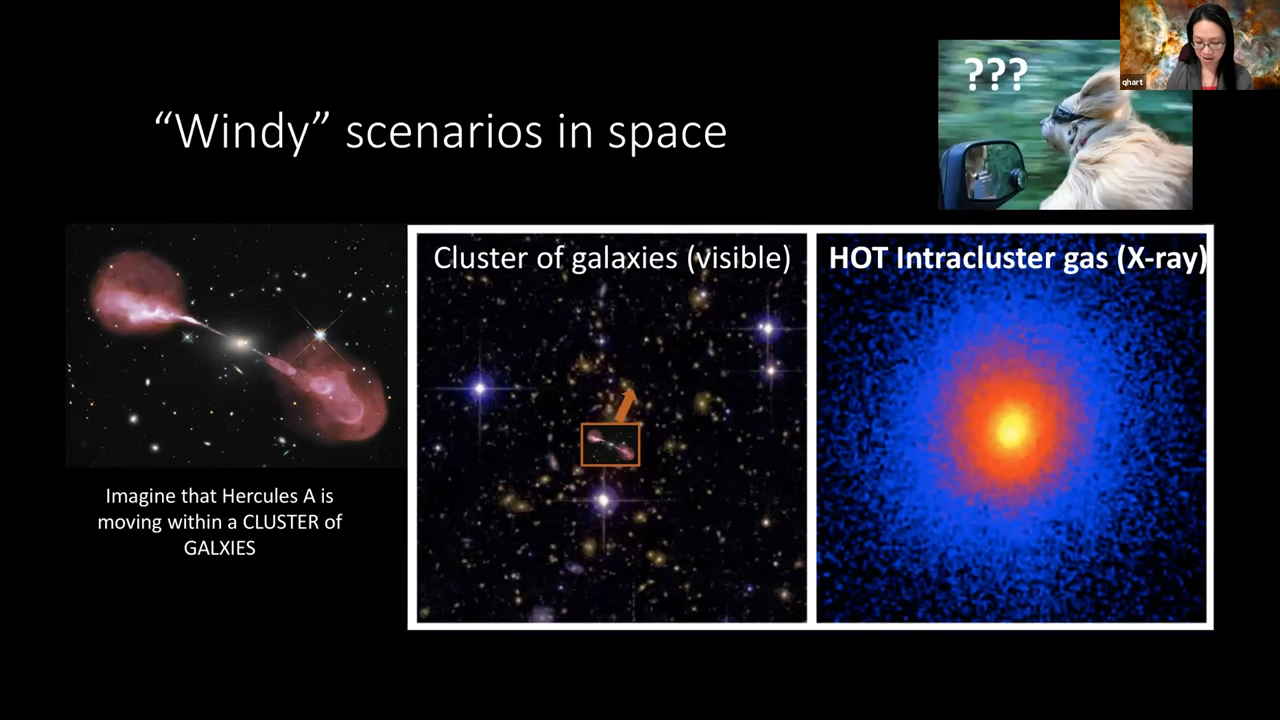 ???
qhart
“Windy” scenarios in space
Cluster of galaxies (visible)
HOT Intracluster gas (X-ray)
Imagine that Hercules A is
moving within a CLUSTER of
GALXIES